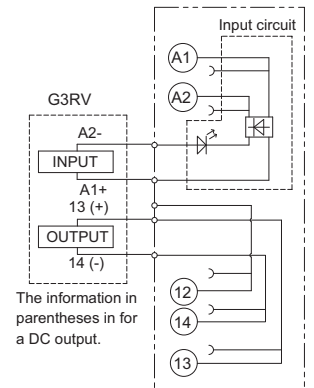 Input circuit
A1
A2
G3RV
A2-
INPUT
A1+
13 (+)
OUTPUT
14 (-)
12
14
13
The information in
parentheses in for
a DC output.